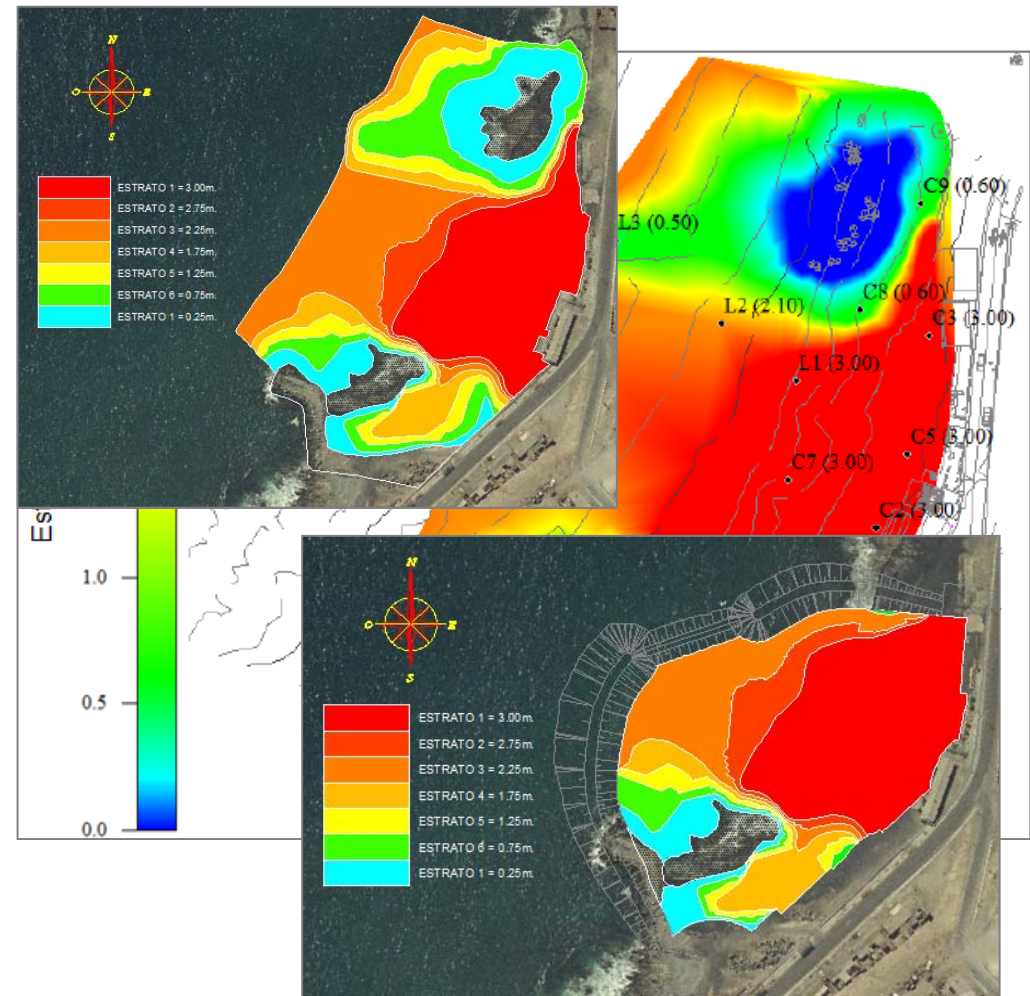 N
O
E
S
ESTRATO 1 = 3.00m.
ESTRATO 2 = 2.75m.
ESTRATO 3 = 2.25m.
ESTRATO 4 = 1.75m.
ESTRATO 5 = 1.25m.
ESTRATO 6 = 0.75m.
ESTRATO 1 = 0.25m.
C9 (0.60)
L3 (0.50)
C8 (0.60)
L2 (2.10)
C3 (3.00)
L1 (3.00)
C5 (3.00)
C7 (3.00)
C2 (3.00)
Es
1.0
0.5
0.0
N
O
E
S
ESTRATO 1 = 3.00m.
ESTRATO 2 = 2.75m.
ESTRATO 3 = 2.25m.
ESTRATO 4 = 1.75m.
ESTRATO 5 = 1.25m.
ESTRATO 6 = 0.75m.
ESTRATO 1 = 0.25m.